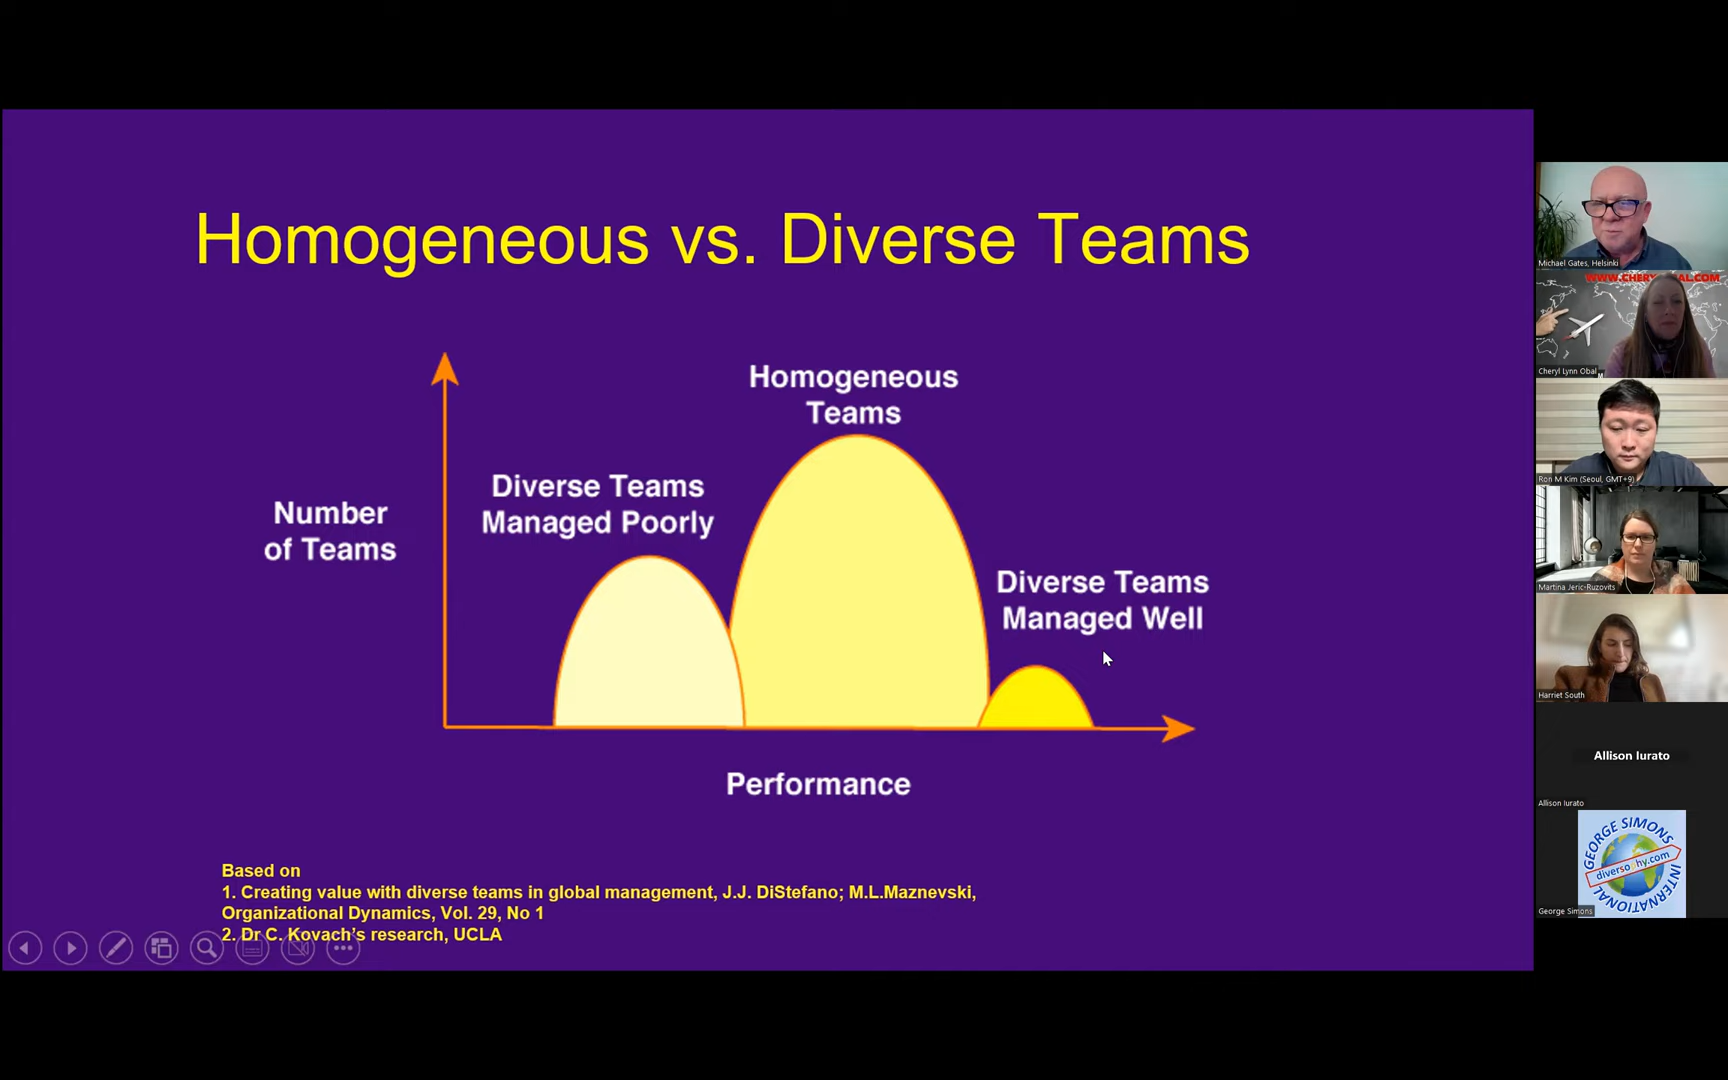 Homogeneous vs. Diverse Teams
Homogeneous
Teams
Diverse Teams
Managed Poorly
Number
of Teams
Diverse Teams
Managed Well
Performance
Based on
1. Creating value with diverse teams in global management, J.J. DiStefano; M.L.Maznevski,
Organizational Dynamics, Vol. 29, No 1
2. Dr C. Kovach's research, UCLA
Michael Gates, Helsinki
Cheryl Lynn Obal
Ron M Kim (Seoul, GMT+9)
Martina Jeric-Ruzovits
Harriet South
Allison Iurato
Allison Iurato
GEORGE SIMONS
INTERNATIONAL
George Simons